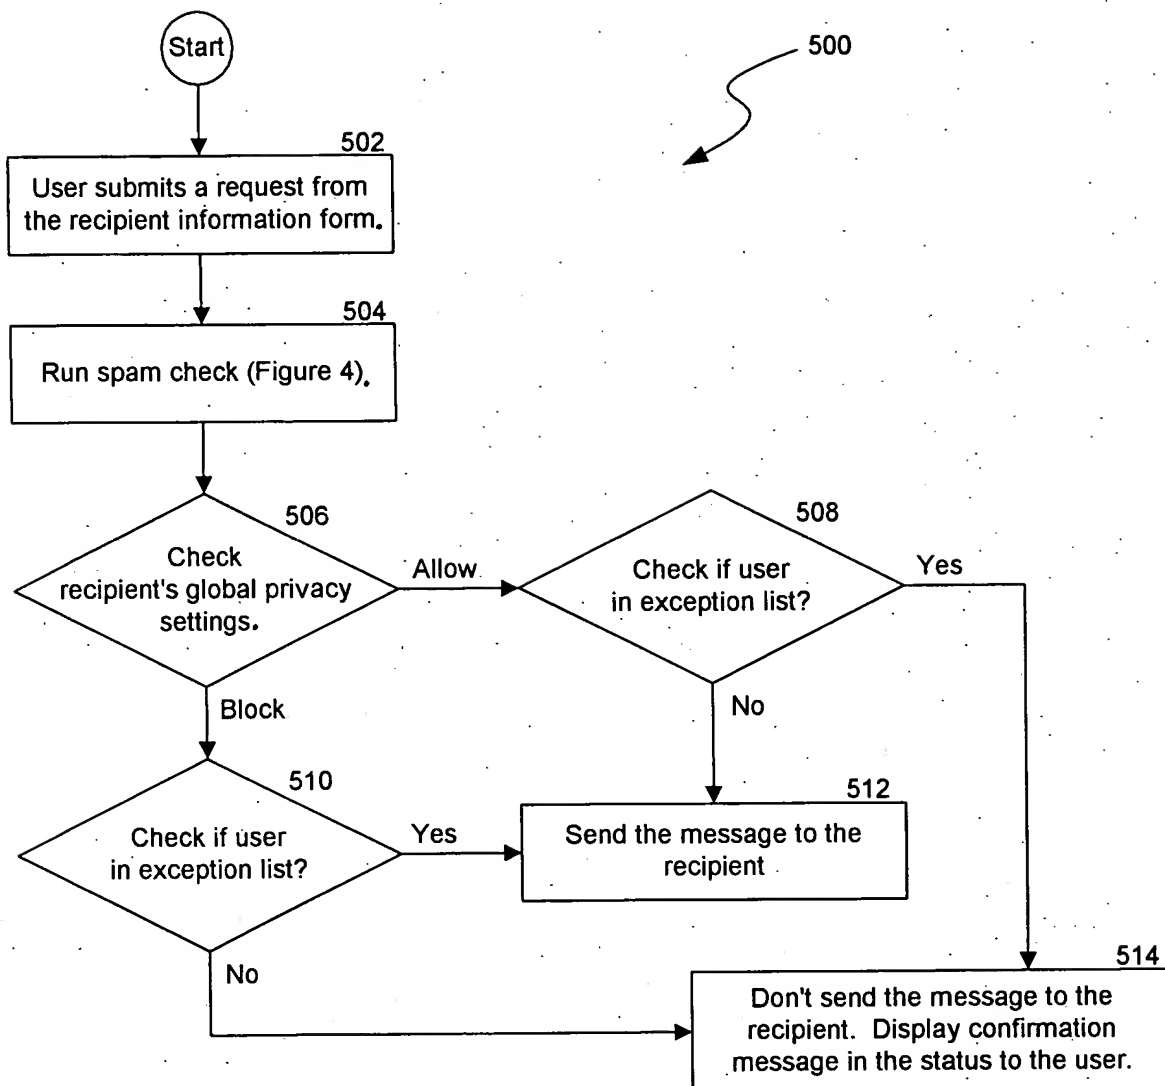 Start
500
502
User submits a request from
the recipient information form.
504
Run spam check (Figure 4).
506
Check
recipient's global privacy
settings.
Allow
508
Check if user
in exception list?
Yes
Block
No
510
Check if user
in exception list?
Yes
512
Send the message to the
recipient
No
514
Don't send the message to the
recipient. Display confirmation
message in the status to the user.